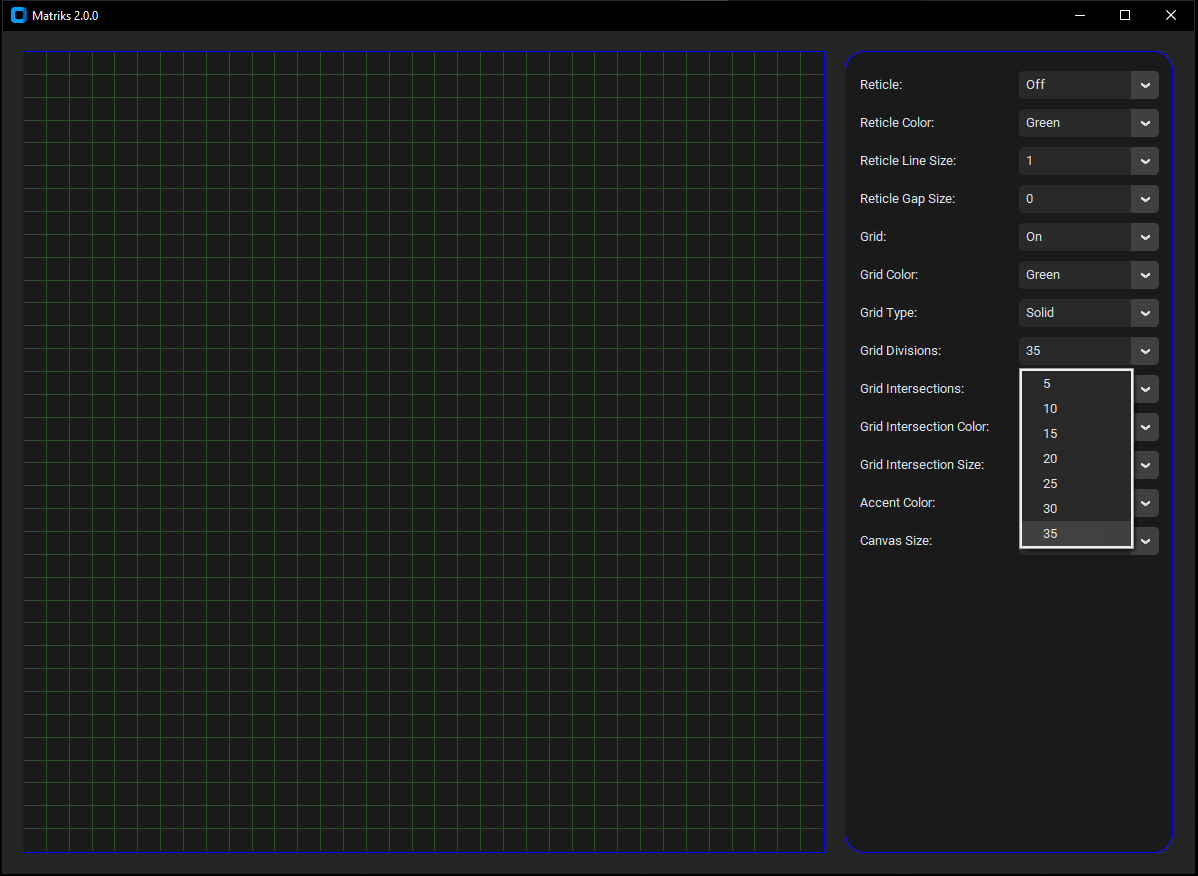 Matriks 2.0.0
Reticle: Off
Reticle Color: Green
Reticle Line Size: 1
Reticle Gap Size: 0
Grid: On
Grid Color: Green
Grid Type: Solid
Grid Divisions: 35
Grid Intersections:
Grid Intersection Color:
Grid Intersection Size:
Accent Color:
Canvas Size:
5
10
15
20
25
30
35